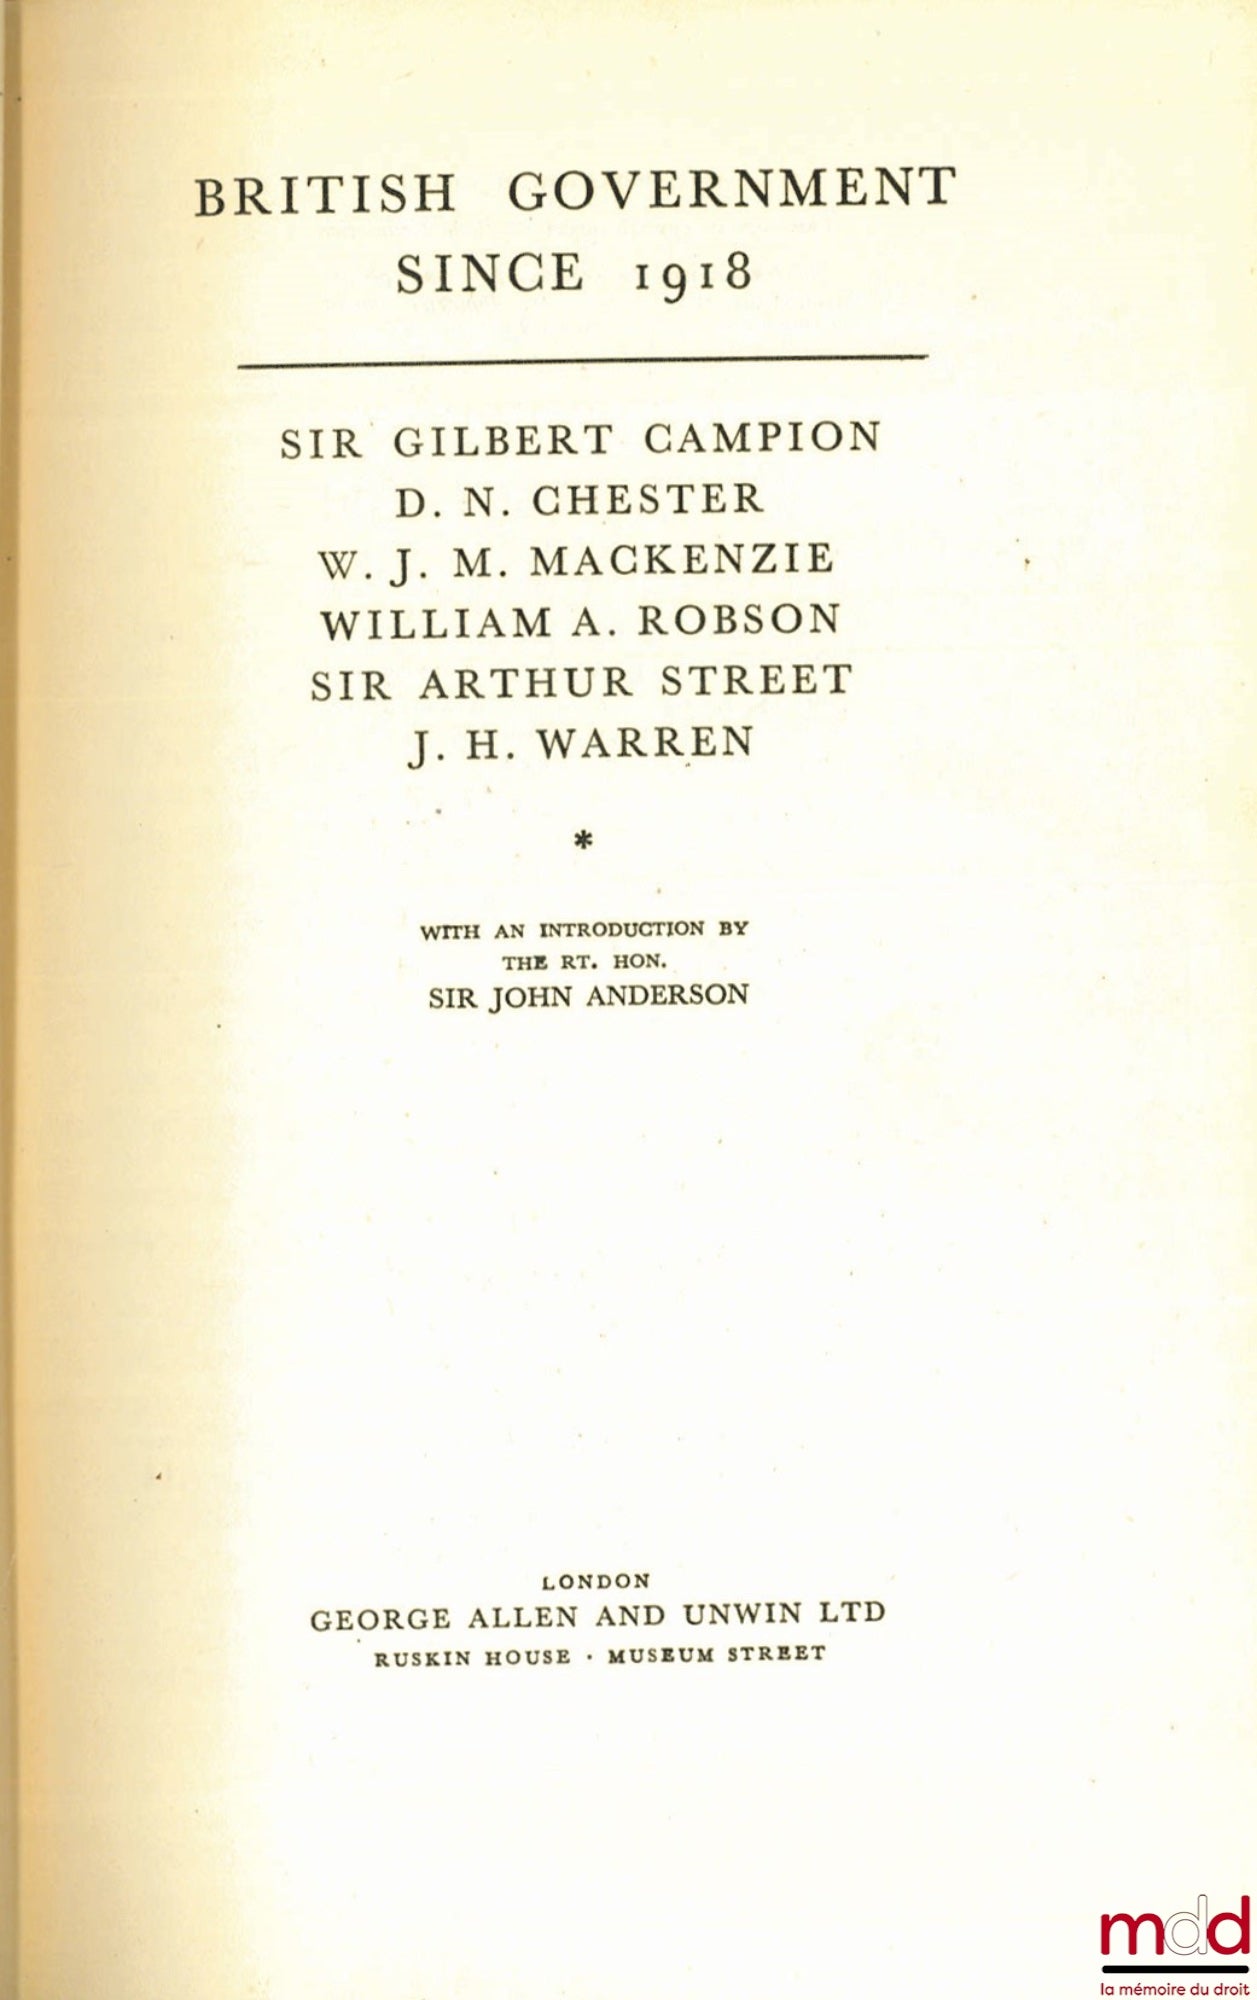 BRITISH GOVERNMENT
SINCE 1918
SIR GILBERT CAMPION
D. N. CHESTER
W. J. M. MACKENZIE
WILLIAM A. ROBSON
SIR ARTHUR STREET
J. H. WARREN
*
WITH AN INTRODUCTION BY
THE RT. HON.
SIR JOHN ANDERSON
LONDON
GEORGE ALLEN AND UNWIN LTD
RUSKIN HOUSE · MUSEUM STREET
mdd
la mémoire du droit